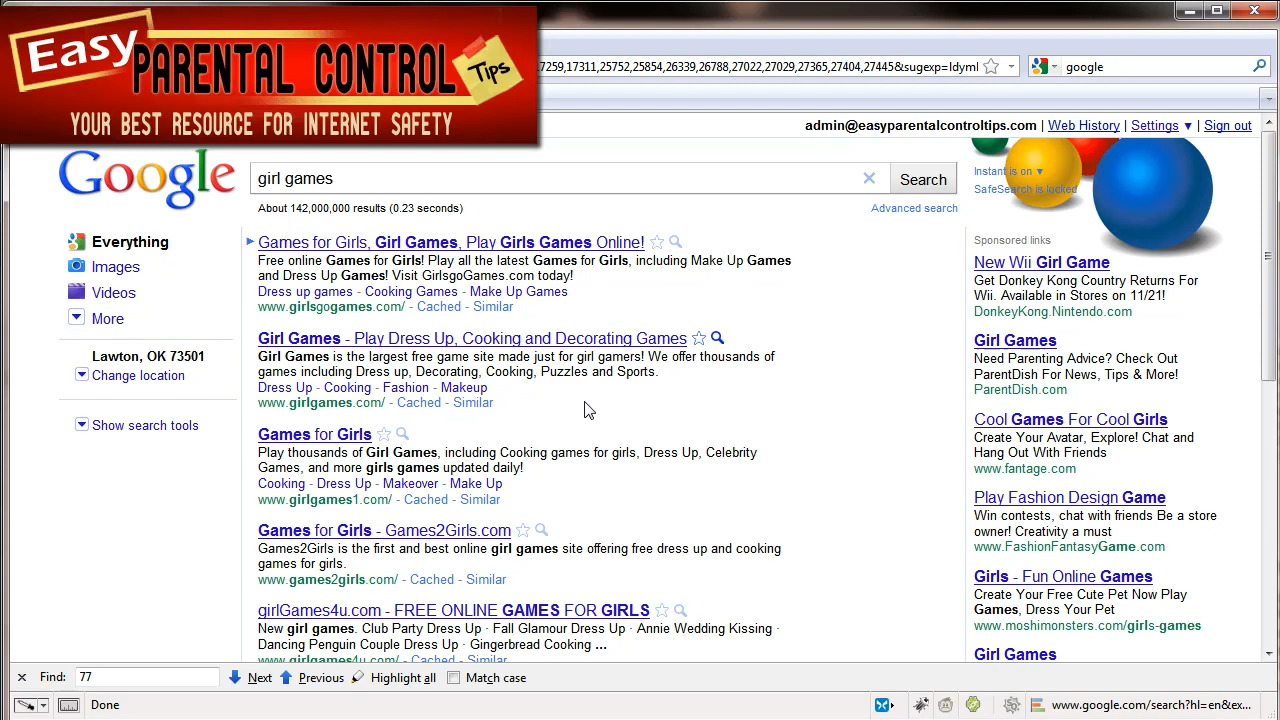 Easy
PARENTAL CONTROL
Tips
YOUR BEST RESOURCE FOR INTERNET SAFETY
27259,17311,25752,25854,26339,26788,27022,27029,27365,27404,27445&sugexp=ldyml
google
admin@easyparentalcontroltips.com | Web History | Settings ▼ | Sign out
Google
girl games
Search
Instant is on ▼
SafeSearch is locked
About 142,000,000 results (0.23 seconds)
Advanced search
Everything
Images
Videos
More
Lawton, OK 73501
Change location
Show search tools
Games for Girls, Girl Games, Play Girls Games Online!
Free online Games for Girls! Play all the latest Games for Girls, including Make Up Games
and Dress Up Games! Visit GirlsgoGames.com today!
Dress up games - Cooking Games - Make Up Games
www.girlsgogames.com/ - Cached - Similar
Girl Games - Play Dress Up, Cooking and Decorating Games
Girl Games is the largest free game site made just for girl gamers! We offer thousands of
games including Dress up, Decorating, Cooking, Puzzles and Sports.
Dress Up - Cooking - Fashion - Makeup
www.girlgames.com/ - Cached - Similar
Games for Girls
Play thousands of Girl Games, including Cooking games for girls, Dress Up, Celebrity
Games, and more girls games updated daily!
Cooking - Dress Up - Makeover - Make Up
www.girlgames1.com/ - Cached - Similar
Games for Girls - Games2Girls.com
Games2Girls is the first and best online girl games site offering free dress up and cooking
games for girls.
www.games2girls.com/ - Cached - Similar
girlGames4u.com - FREE ONLINE GAMES FOR GIRLS
New girl games. Club Party Dress Up · Fall Glamour Dress Up · Annie Wedding Kissing ·
Dancing Penguin Couple Dress Up · Gingerbread Cooking ...
www.girlgames4u.com/ - Cached - Similar
Sponsored links
New Wii Girl Game
Get Donkey Kong Country Returns For
Wii. Available in Stores on 11/21!
DonkeyKong.Nintendo.com
Girl Games
Need Parenting Advice? Check Out
ParentDish For News, Tips & More!
ParentDish.com
Cool Games For Cool Girls
Create Your Avatar, Explore! Chat and
Hang Out With Friends
www.fantage.com
Play Fashion Design Game
Win contests, chat with friends Be a store
owner! Creativity a must
www.FashionFantasyGame.com
Girls - Fun Online Games
Create Your Free Cute Pet Now Play
Games, Dress Your Pet
www.moshimonsters.com/girls-games
Girl Games
Find: 77 Next Previous Highlight all Match case
Done
www.google.com/search?hl=en&ex...